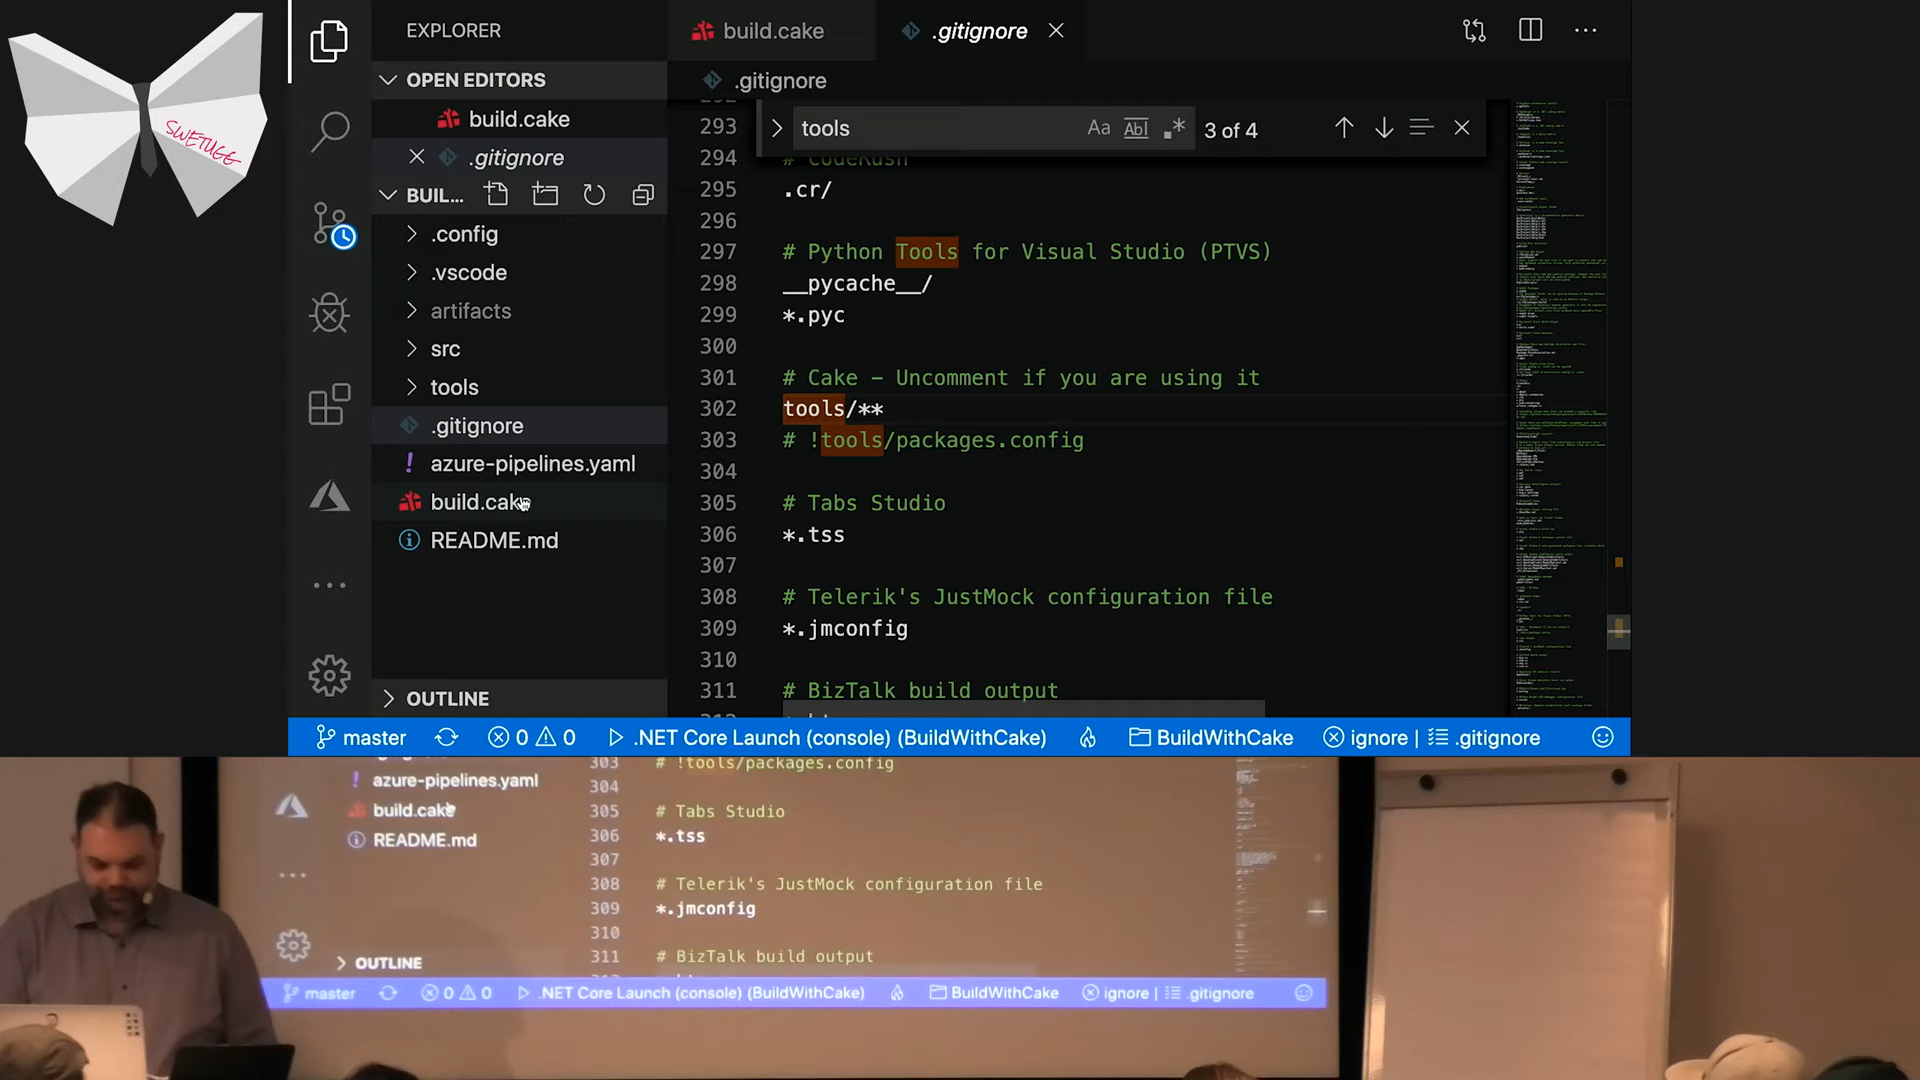 SWETUGG
EXPLORER
OPEN EDITORS
build.cake
.gitignore
BUIL...
.config
.vscode
artifacts
src
tools
.gitignore
azure-pipelines.yaml
build.cake
README.md
OUTLINE
build.cake
.gitignore
.gitignore
tools
Aa
Abl
.*
3 of 4
293
294 # CodeRush
295 .cr/
296
297 # Python Tools for Visual Studio (PTVS)
298 __pycache__/
299 *.pyc
300
301 # Cake - Uncomment if you are using it
302 tools/**
303 # !tools/packages.config
304
305 # Tabs Studio
306 *.tss
307
308 # Telerik's JustMock configuration file
309 *.jmconfig
310
311 # BizTalk build output
master 0 0 .NET Core Launch (console) (BuildWithCake) BuildWithCake ignore | .gitignore
azure-pipelines.yaml
build.cake
README.md
OUTLINE
303 # !tools/packages.config
304
305 # Tabs Studio
306 *.tss
307
308 # Telerik's JustMock configuration file
309 *.jmconfig
310
311 # BizTalk build output
master 0 0 .NET Core Launch (console) (BuildWithCake) BuildWithCake ignore | .gitignore